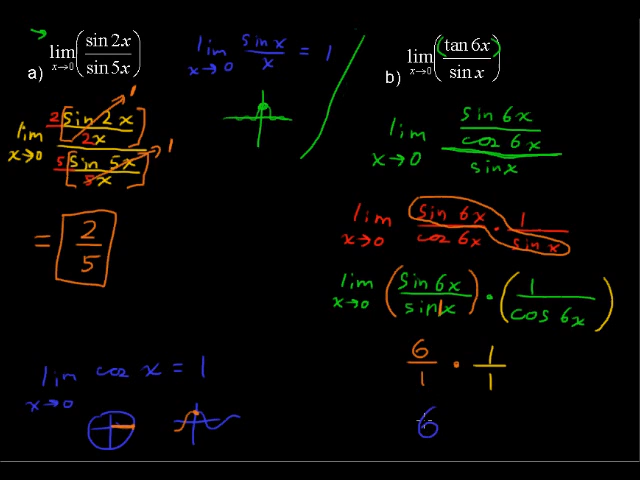 a) lim x→0 (sin 2x / sin 5x)
lim x→0 sin x / x = 1
lim x→0 2[sin 2x / 2x] → 1 / 5[sin 5x / 5x] → 1
= 2/5
lim x→0 cos x = 1
b) lim x→0 (tan 6x / sin x)
lim x→0 (sin 6x / cos 6x) / sin x
lim x→0 sin 6x / cos 6x · 1 / sin x
lim x→0 (sin 6x / sin 1x) · (1 / cos 6x)
6/1 · 1/1
6